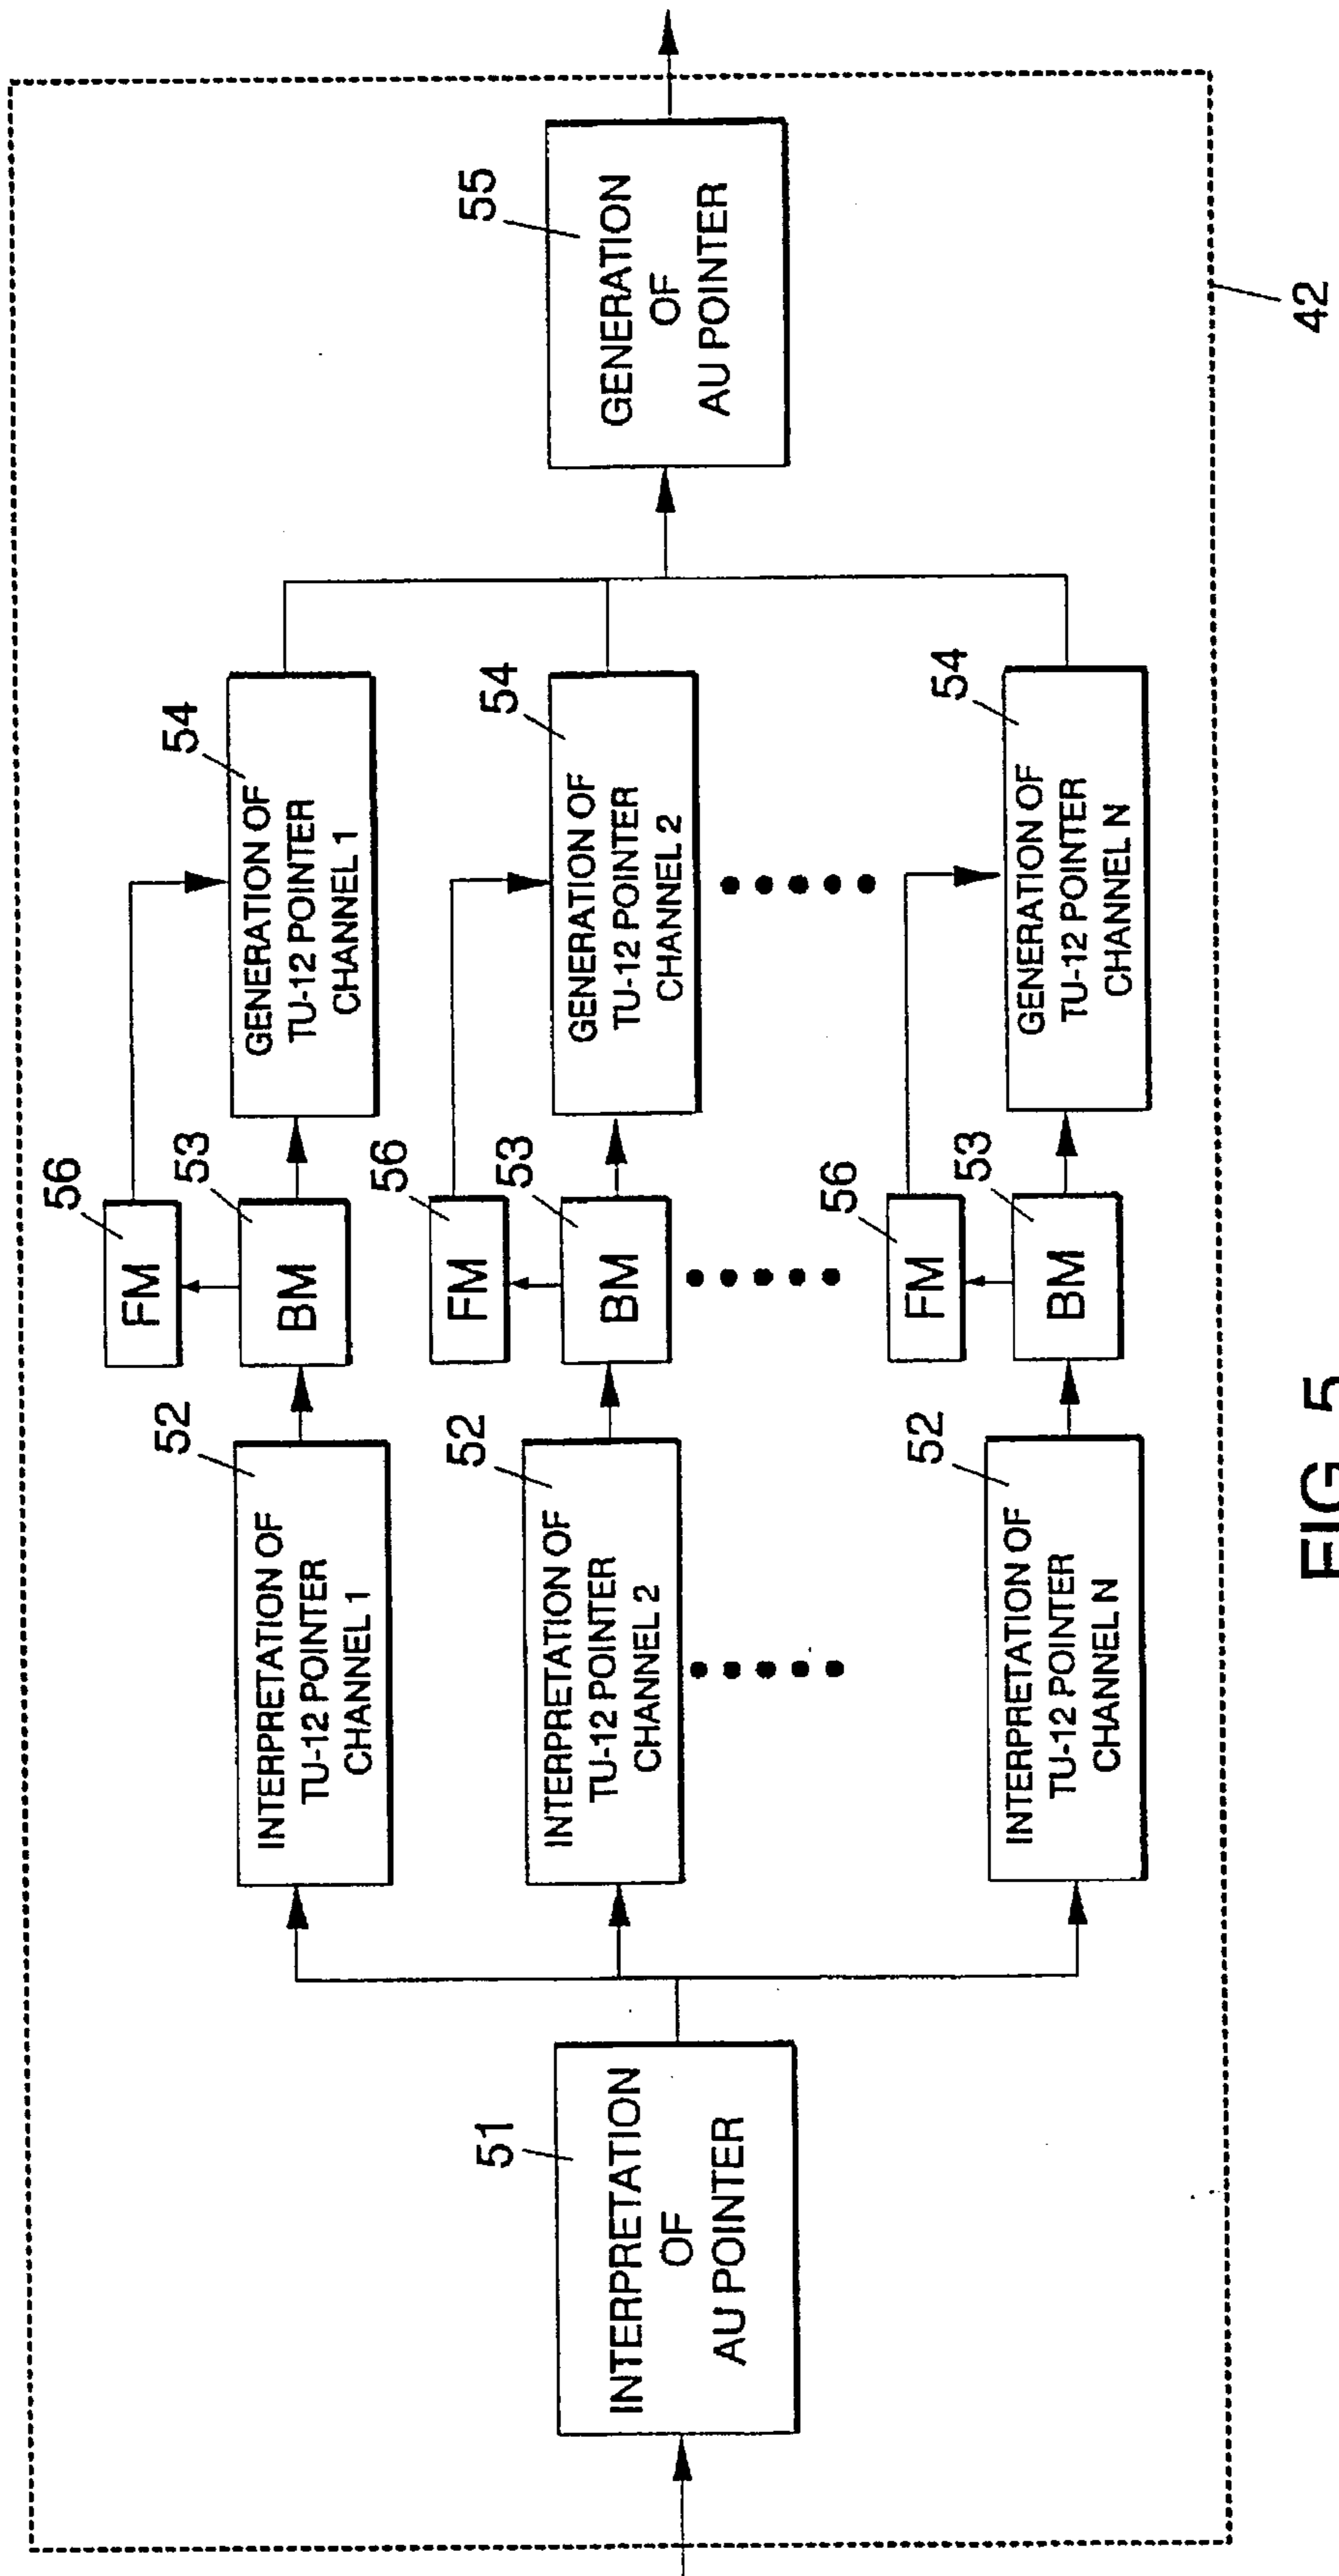 51
INTERPRETATION
OF
AU POINTER
52
INTERPRETATION OF
TU-12 POINTER
CHANNEL 1
56
FM
53
BM
54
GENERATION OF
TU-12 POINTER
CHANNEL 1
52
INTERPRETATION OF
TU-12 POINTER
CHANNEL 2
56
FM
53
BM
54
GENERATION OF
TU-12 POINTER
CHANNEL 2
52
INTERPRETATION OF
TU-12 POINTER
CHANNEL N
56
FM
53
BM
54
GENERATION OF
TU-12 POINTER
CHANNEL N
55
GENERATION
OF
AU POINTER
42
FIG. 5